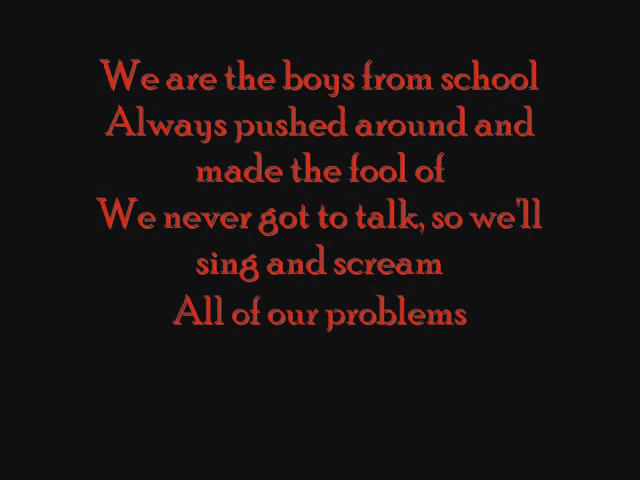 We are the boys from school
Always pushed around and
made the fool of
We never got to talk, so we'll
sing and scream
All of our problems